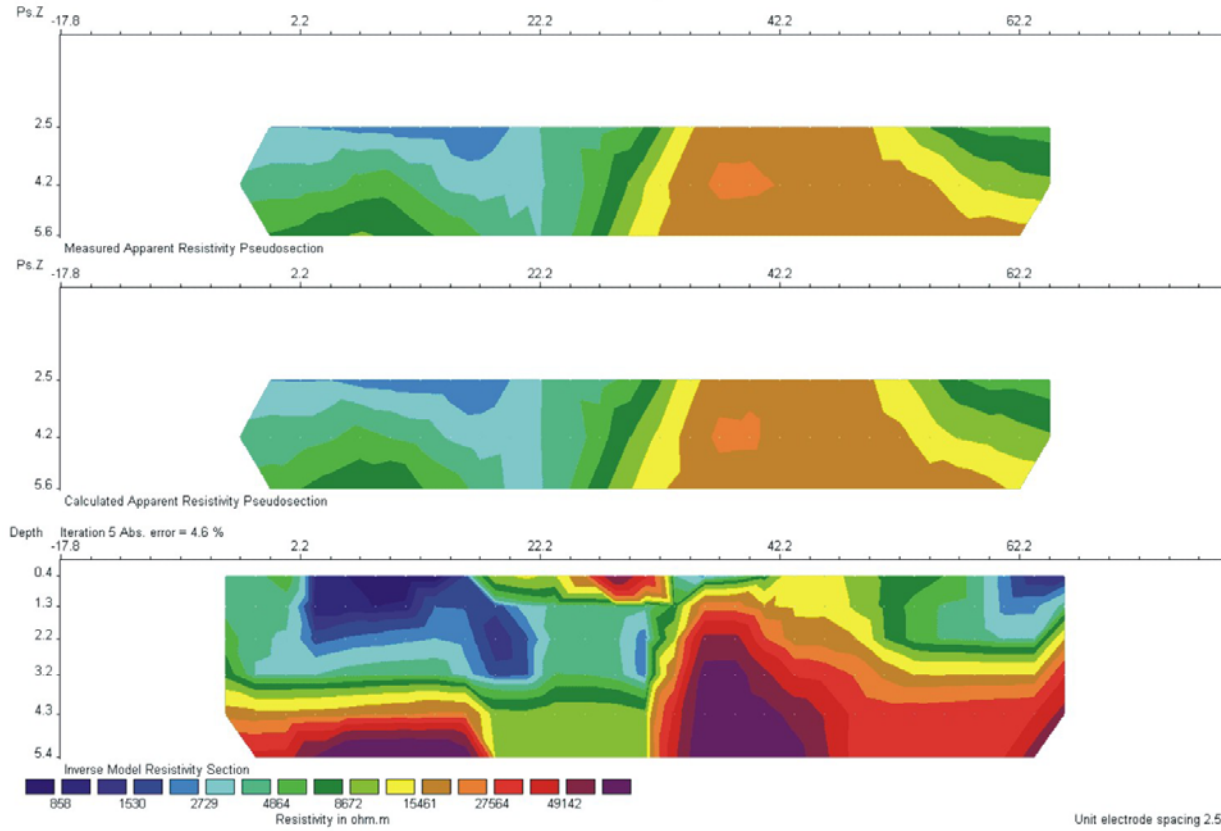 Ps.Z -17.8 2.2 22.2 42.2 62.2
2.5
4.2
5.6
Measured Apparent Resistivity Pseudosection
Ps.Z -17.8 2.2 22.2 42.2 62.2
2.5
4.2
5.6
Calculated Apparent Resistivity Pseudosection
Depth Iteration 5 Abs. error = 4.6 %
-17.8 2.2 22.2 42.2 62.2
0.4
1.3
2.2
3.2
4.3
5.4
Inverse Model Resistivity Section
858 1530 2729 4864 8672 15461 27564 49142
Resistivity in ohm.m Unit electrode spacing 2.5